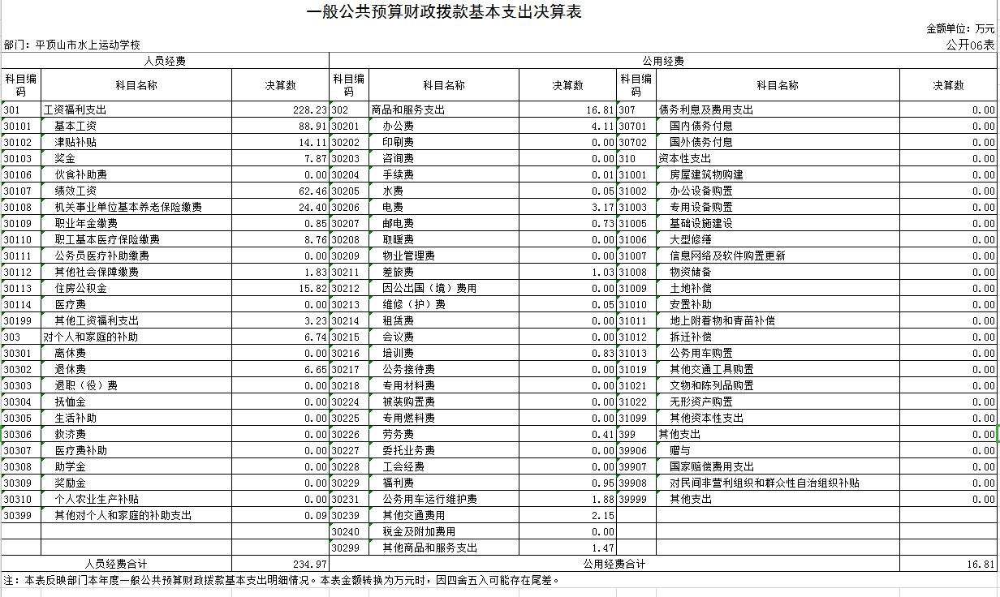 一般公共预算财政拨款基本支出决算表
金额单位：万元
部门：平顶山市水上运动学校 公开06表
人员经费 公用经费
科目编码 科目名称 决算数 科目编码 科目名称 决算数 科目编码 科目名称 决算数
301 工资福利支出 228.23 302 商品和服务支出 16.81 307 债务利息及费用支出 0.00
30101 基本工资 88.91 30201 办公费 4.11 30701 国内债务付息 0.00
30102 津贴补贴 14.11 30202 印刷费 0.00 30702 国外债务付息 0.00
30103 奖金 7.87 30203 咨询费 0.00 310 资本性支出 0.00
30106 伙食补助费 0.00 30204 手续费 0.01 31001 房屋建筑物购建 0.00
30107 绩效工资 62.46 30205 水费 0.05 31002 办公设备购置 0.00
30108 机关事业单位基本养老保险缴费 24.40 30206 电费 3.17 31003 专用设备购置 0.00
30109 职业年金缴费 0.85 30207 邮电费 0.73 31005 基础设施建设 0.00
30110 职工基本医疗保险缴费 8.76 30208 取暖费 0.00 31006 大型修缮 0.00
30111 公务员医疗补助缴费 0.00 30209 物业管理费 0.00 31007 信息网络及软件购置更新 0.00
30112 其他社会保障缴费 1.83 30211 差旅费 1.03 31008 物资储备 0.00
30113 住房公积金 15.82 30212 因公出国（境）费用 0.00 31009 土地补偿 0.00
30114 医疗费 0.00 30213 维修（护）费 0.05 31010 安置补助 0.00
30199 其他工资福利支出 3.23 30214 租赁费 0.00 31011 地上附着物和青苗补偿 0.00
303 对个人和家庭的补助 6.74 30215 会议费 0.00 31012 拆迁补偿 0.00
30301 离休费 0.00 30216 培训费 0.83 31013 公务用车购置 0.00
30302 退休费 6.65 30217 公务接待费 0.00 31019 其他交通工具购置 0.00
30303 退职（役）费 0.00 30218 专用材料费 0.00 31021 文物和陈列品购置 0.00
30304 抚恤金 0.00 30224 被装购置费 0.00 31022 无形资产购置 0.00
30305 生活补助 0.00 30225 专用燃料费 0.00 31099 其他资本性支出 0.00
30306 救济费 0.00 30226 劳务费 0.41 399 其他支出 0.00
30307 医疗费补助 0.00 30227 委托业务费 0.00 39906 赠与 0.00
30308 助学金 0.00 30228 工会经费 0.00 39907 国家赔偿费用支出 0.00
30309 奖励金 0.00 30229 福利费 0.95 39908 对民间非营利组织和群众性自治组织补贴 0.00
30310 个人农业生产补贴 0.00 30231 公务用车运行维护费 1.88 39999 其他支出 0.00
30399 其他对个人和家庭的补助支出 0.09 30239 其他交通费用 2.15
30240 税金及附加费用 0.00
30299 其他商品和服务支出 1.47
人员经费合计 234.97 公用经费合计 16.81
注：本表反映部门本年度一般公共预算财政拨款基本支出明细情况。本表金额转换为万元时，因四舍五入可能存在尾差。